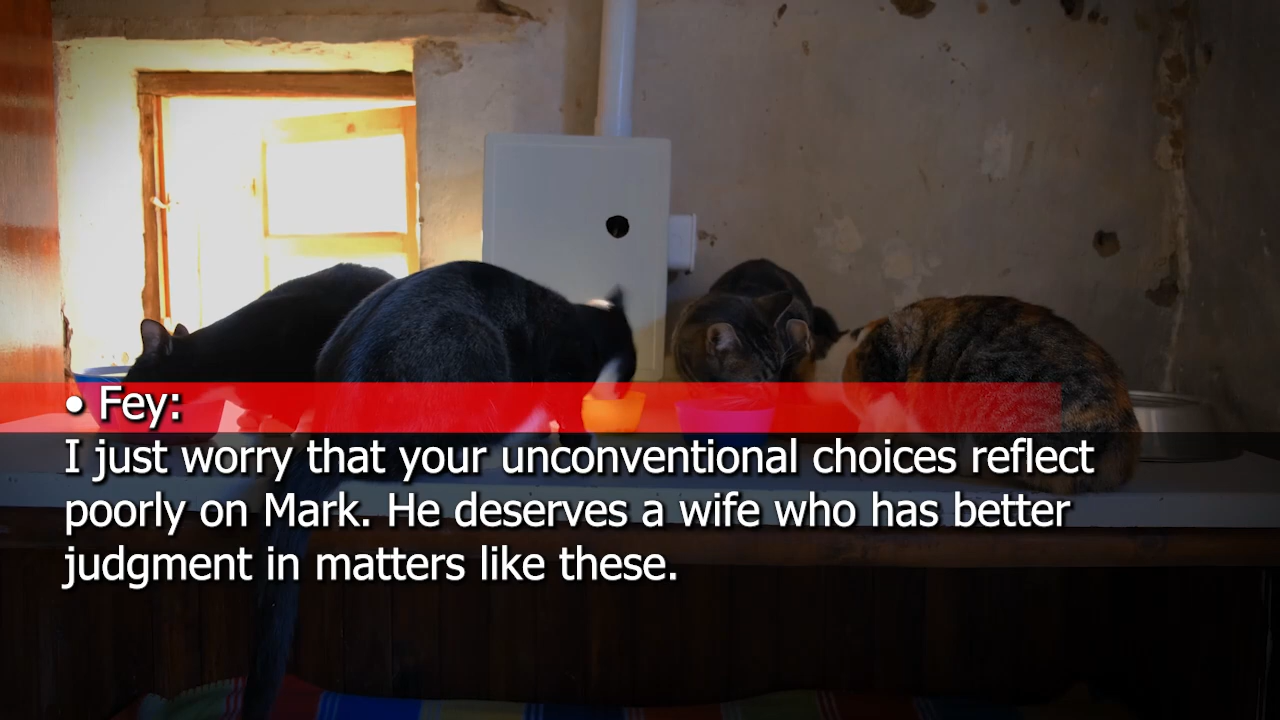 • Fey:
I just worry that your unconventional choices reflect
poorly on Mark. He deserves a wife who has better
judgment in matters like these.